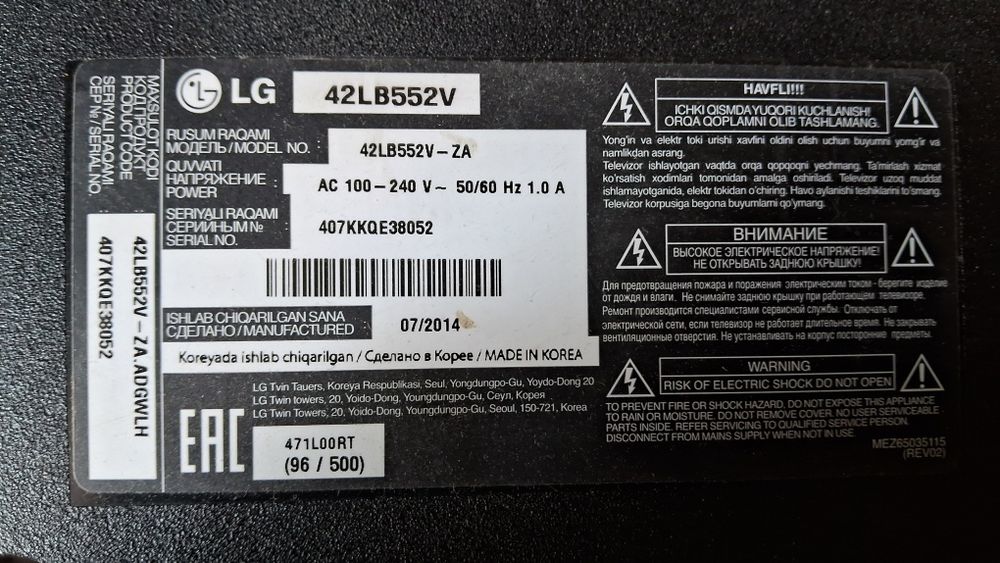 MAXSULOT KODI
КОД ПРОДУКТ
PRODUCT CODE
SERIYALI RAQAMI
СЕР №/ SERIAL NO.
42LB552V - ZA.ADGWLH
407KKQE38052
LG
42LB552V
RUSUM RAQAMI
МОДЕЛЬ / MODEL NO. :
42LB552V-ZA
QUVVATI
НАПРЯЖЕНИЕ :
POWER
AC 100-240 V~ 50/60 Hz 1.0 A
SERIYALI RAQAMI
СЕРИЙНЫМ №
SERIAL NO. :
407KKQE38052
ISHLAB CHIQARILGAN SANA
СДЕЛАНО / MANUFACTURED :
07/2014
Koreyada ishlab chiqarilgan / Сделано в Корее / MADE IN KOREA
LG Twin Tauers, Koreya Respublikasi, Seul, Yongdungpo-Gu, Yoydo-Dong 20
LG Twin towers, 20, Yoido-Dong, Youngdungpo-Gu, Сеул, Корея
LG Twin Towers, 20, Yoido-Dong, Youngdungpo-Gu, Seoul, 150-721, Korea
EAC
471L00RT
(96 / 500)
HAVFLI!!!
ICHKI QISMDA YUQORI KUCHLANISH!
ORQA QOPLAMNI OLIB TASHLAMANG.
Yong'in va elektr toki urishi xavfini oldini olish uchun buyumni yomg'ir va
namlikdan asrang.
Televizor ishlayotgan vaqtda orqa qopqoqni yechmang. Ta'mirlash xizmat
ko'rsatish xodimlari tomonidan amalga oshiriladi. Televizor uzoq muddat
ishlamayotganida, elektr tokidan o'chiring. Havo aylanishi teshiklarini to'smang.
Televizor korpusiga begona buyumlarni qo'ymang.
ВНИМАНИЕ
ВЫСОКОЕ ЭЛЕКТРИЧЕСКОЕ НАПРЯЖЕНИЕ!
НЕ ОТКРЫВАТЬ ЗАДНЮЮ КРЫШКУ!
Для предотвращения пожара и поражения электрическим током - берегите изделие
от дождя и влаги. Не снимайте заднюю крышку при работающем телевизоре.
Ремонт производится специалистами сервисной службы. Отключать от
электрической сети, если телевизор не работает длительное время. Не закрывать
вентиляционные отверстия. Не устанавливать на корпус посторонние предметы.
WARNING
RISK OF ELECTRIC SHOCK DO NOT OPEN
TO PREVENT FIRE OR SHOCK HAZARD. DO NOT EXPOSE THIS APPLIANCE
TO RAIN OR MOISTURE. DO NOT REMOVE COVER. NO USER SERVICEABLE
PARTS INSIDE. REFER SERVICING TO QUALIFIED SERVICE PERSON.
DISCONNECT FROM MAINS SUPPLY WHEN NOT IN USE
MEZ65035115
(REV02)